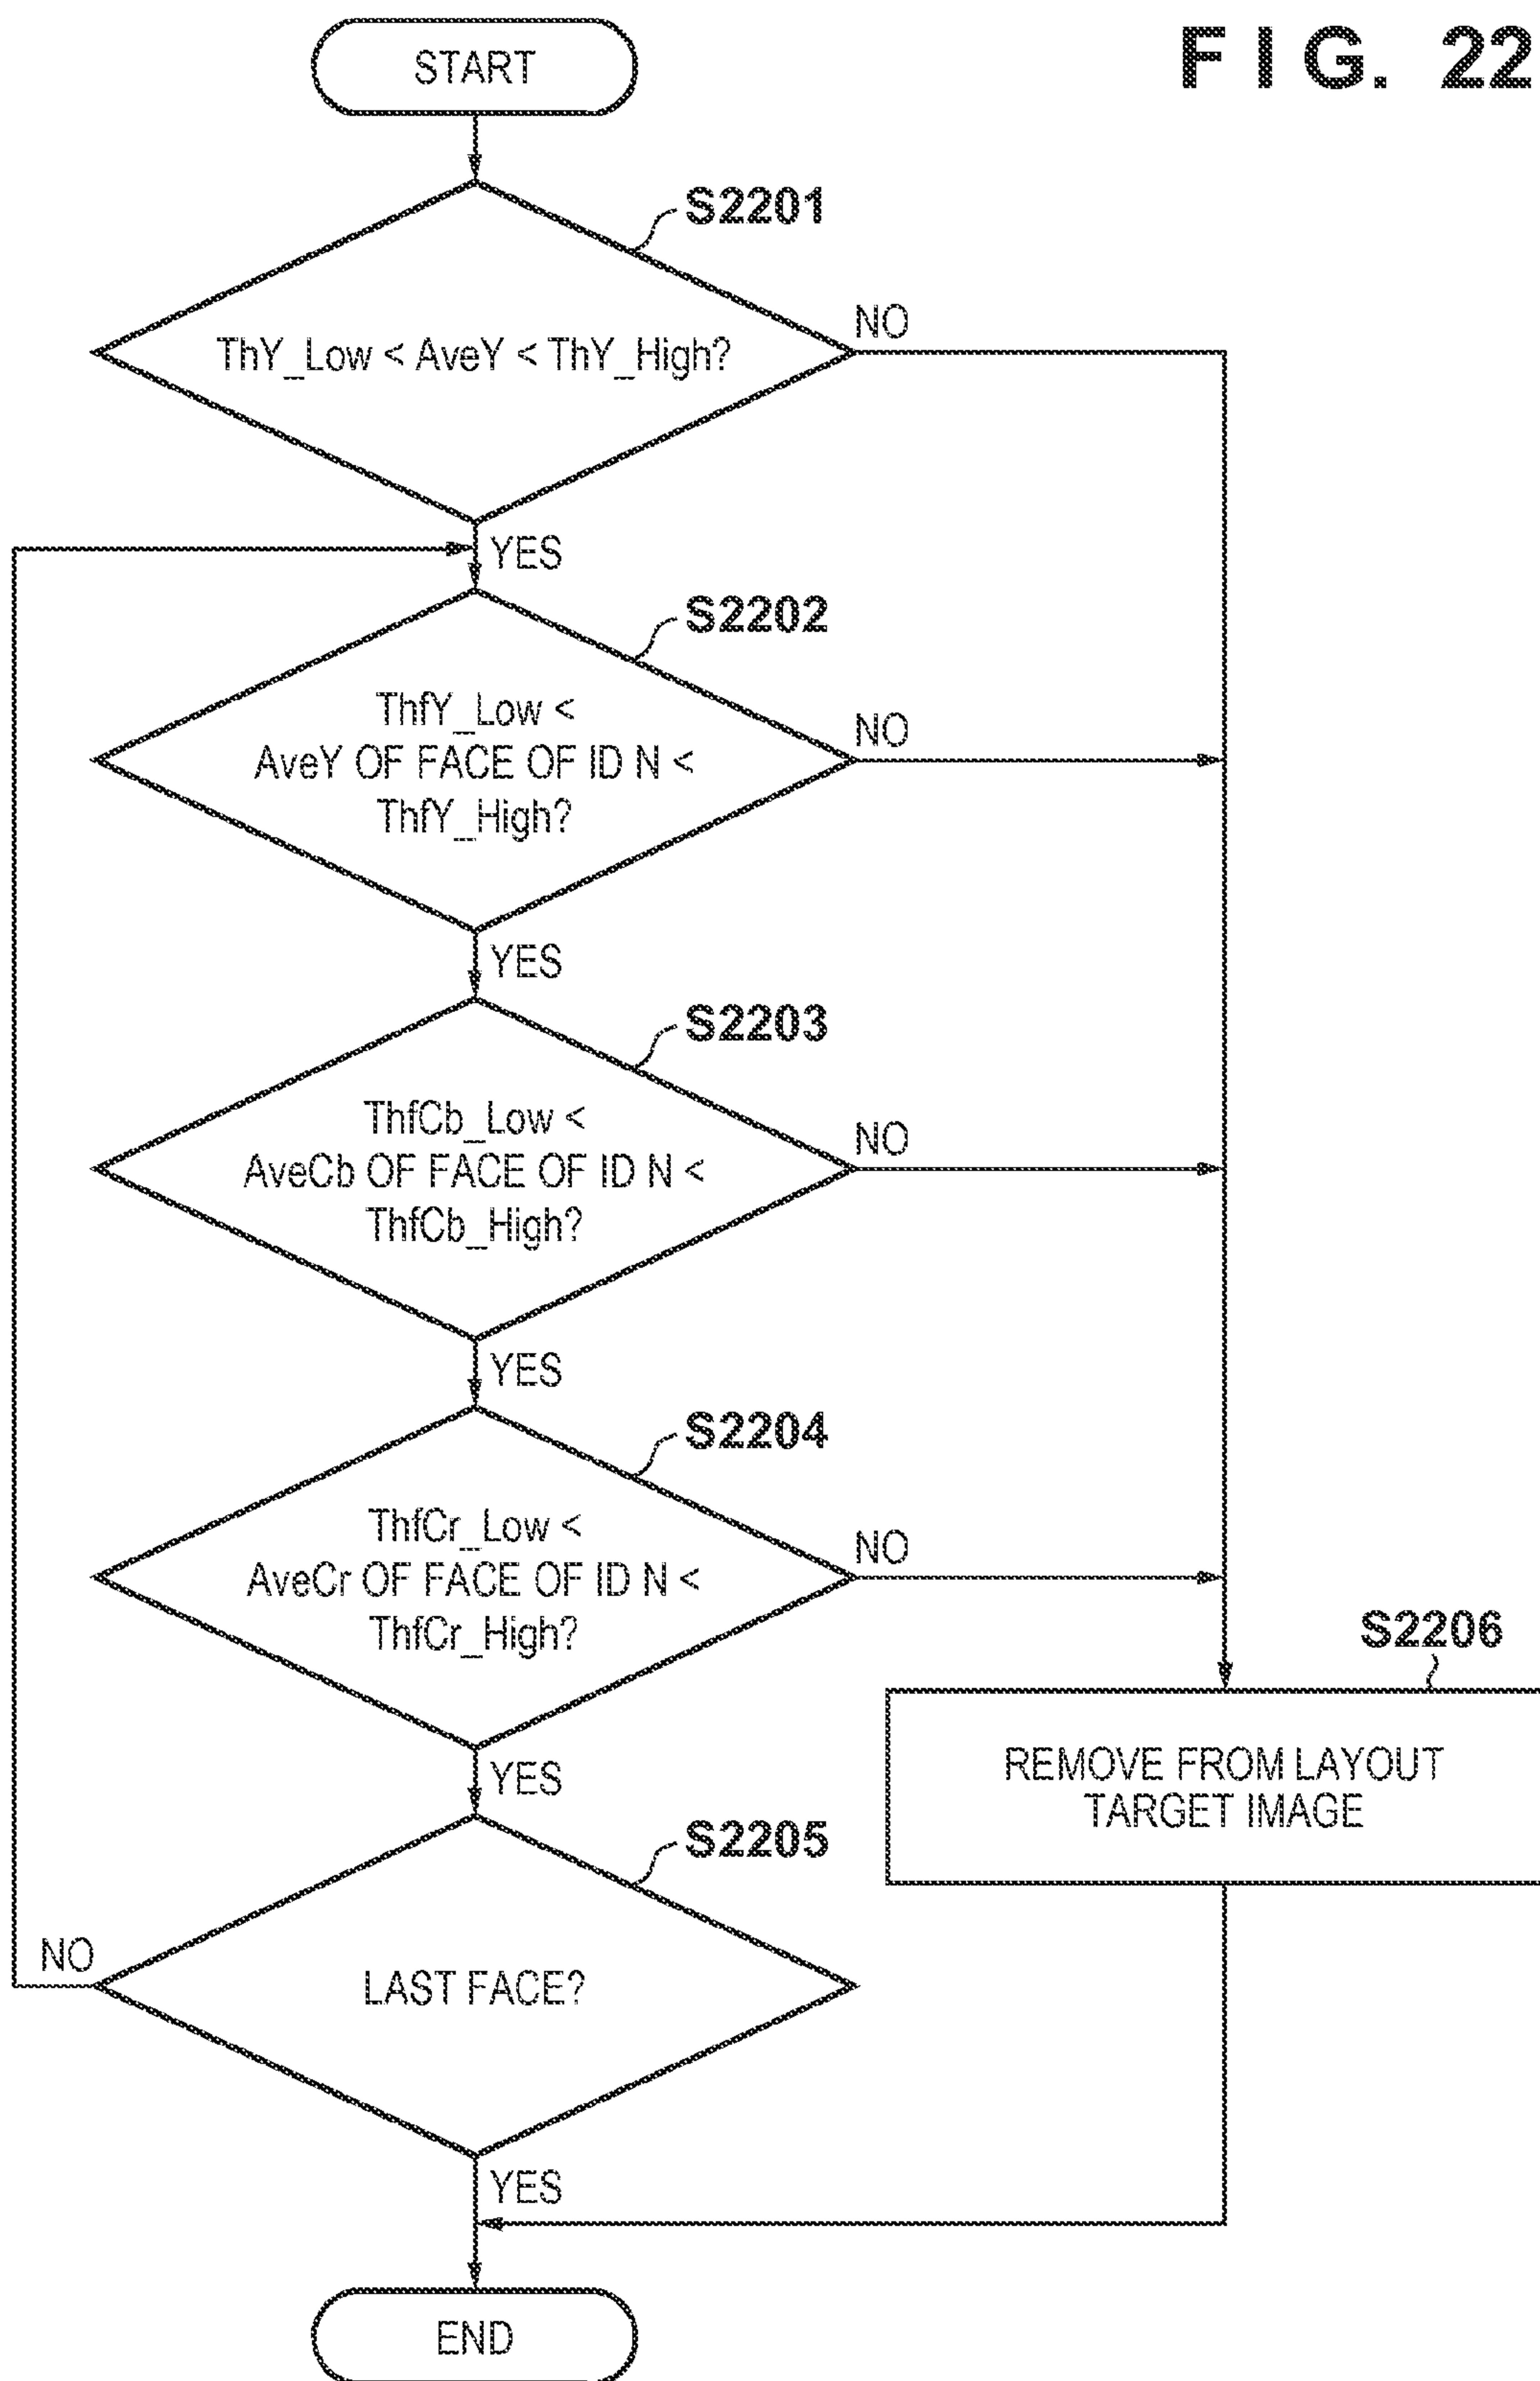 FIG. 22
START
S2201
ThY_Low < AveY < ThY_High?
NO
YES
S2202
ThfY_Low <
AveY OF FACE OF ID N <
ThfY_High?
NO
YES
S2203
ThfCb_Low <
AveCb OF FACE OF ID N <
ThfCb_High?
NO
YES
S2204
ThfCr_Low <
AveCr OF FACE OF ID N <
ThfCr_High?
NO
YES
S2206
REMOVE FROM LAYOUT
TARGET IMAGE
S2205
LAST FACE?
NO
YES
END